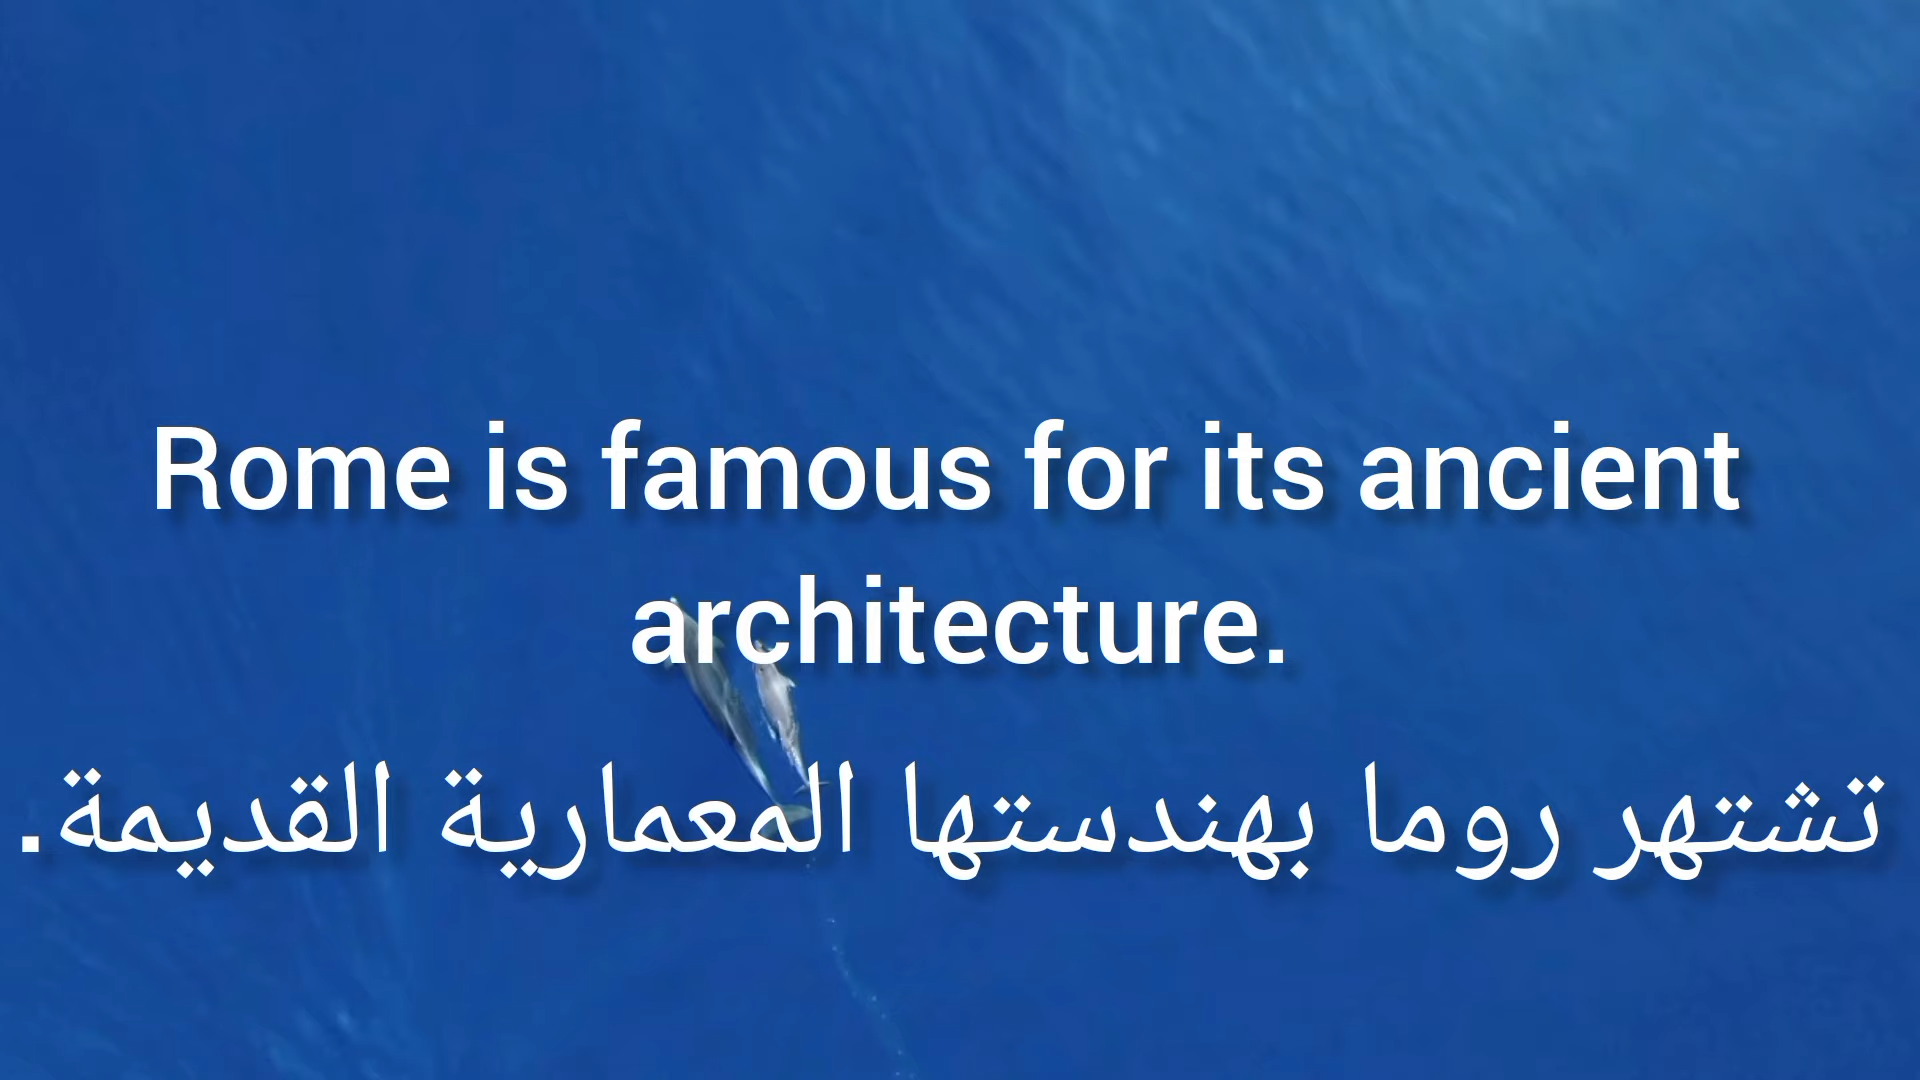 Rome is famous for its ancient
architecture.
تشتهر روما بهندستها المعمارية القديمة.